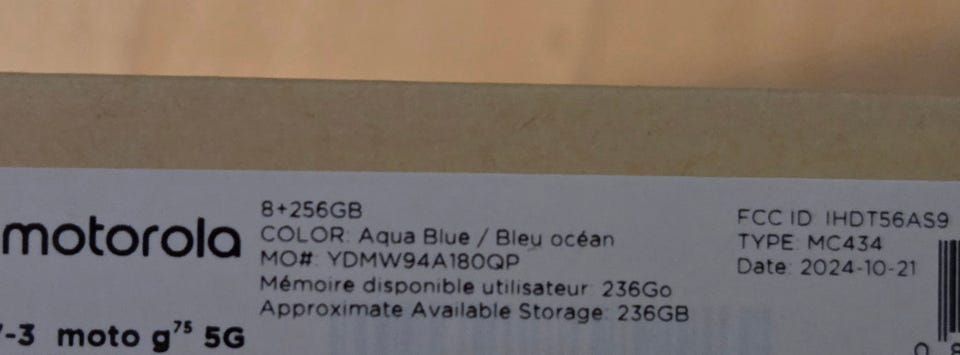 motorola
8+256GB
COLOR: Aqua Blue / Bleu océan
MO#: YDMW94A180QP
Mémoire disponible utilisateur: 236Go
Approximate Available Storage: 236GB
-3 moto g75 5G
FCC ID: IHDT56AS9
TYPE: MC434
Date: 2024-10-21